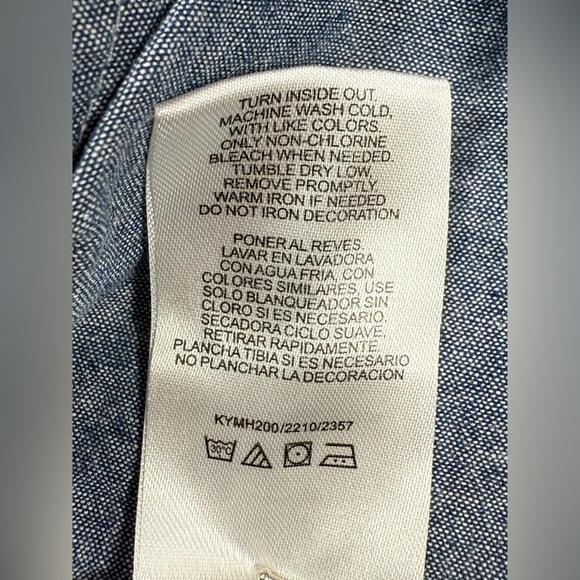 TURN INSIDE OUT.
MACHINE WASH COLD,
WITH LIKE COLORS.
ONLY NON-CHLORINE
BLEACH WHEN NEEDED.
TUMBLE DRY LOW,
REMOVE PROMPTLY
WARM IRON IF NEEDED
DO NOT IRON DECORATION
PONER AL REVES.
LAVAR EN LAVADORA
CON AGUA FRIA, CON
COLORES SIMILARES, USE
SOLO BLANQUEADOR SIN
CLORO SI ES NECESARIO.
SECADORA CICLO SUAVE,
RETIRAR RAPIDAMENTE.
PLANCHA TIBIA SI ES NECESARIO
NO PLANCHAR LA DECORACION
KYMH200/2210/2357
30°C